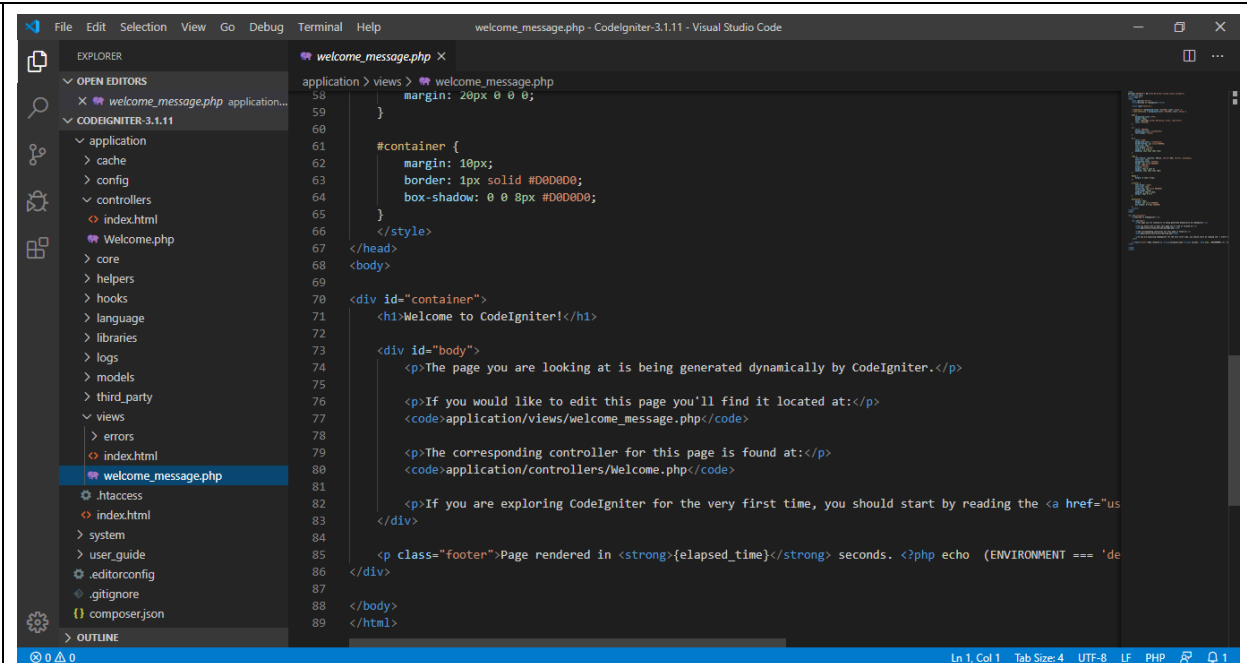 File Edit Selection View Go Debug Terminal Help welcome_message.php - CodeIgniter-3.1.11 - Visual Studio Code
EXPLORER
OPEN EDITORS
welcome_message.php application...
CODEIGNITER-3.1.11
application
cache
config
controllers
index.html
Welcome.php
core
helpers
hooks
language
libraries
logs
models
third_party
views
errors
index.html
welcome_message.php
.htaccess
index.html
system
user_guide
.editorconfig
.gitignore
{} composer.json
OUTLINE
welcome_message.php
application > views > welcome_message.php
58 margin: 20px 0 0 0;
59 }
60
61 #container {
62 margin: 10px;
63 border: 1px solid #D0D0D0;
64 box-shadow: 0 0 8px #D0D0D0;
65 }
66 </style>
67 </head>
68 <body>
69
70 <div id="container">
71 <h1>Welcome to CodeIgniter!</h1>
72
73 <div id="body">
74 <p>The page you are looking at is being generated dynamically by CodeIgniter.</p>
75
76 <p>If you would like to edit this page you'll find it located at:</p>
77 <code>application/views/welcome_message.php</code>
78
79 <p>The corresponding controller for this page is found at:</p>
80 <code>application/controllers/Welcome.php</code>
81
82 <p>If you are exploring CodeIgniter for the very first time, you should start by reading the <a href="us
83 </div>
84
85 <p class="footer">Page rendered in <strong>{elapsed_time}</strong> seconds. <?php echo (ENVIRONMENT === 'de
86 </div>
87
88 </body>
89 </html>
0 0 Ln 1, Col 1 Tab Size: 4 UTF-8 LF PHP 1